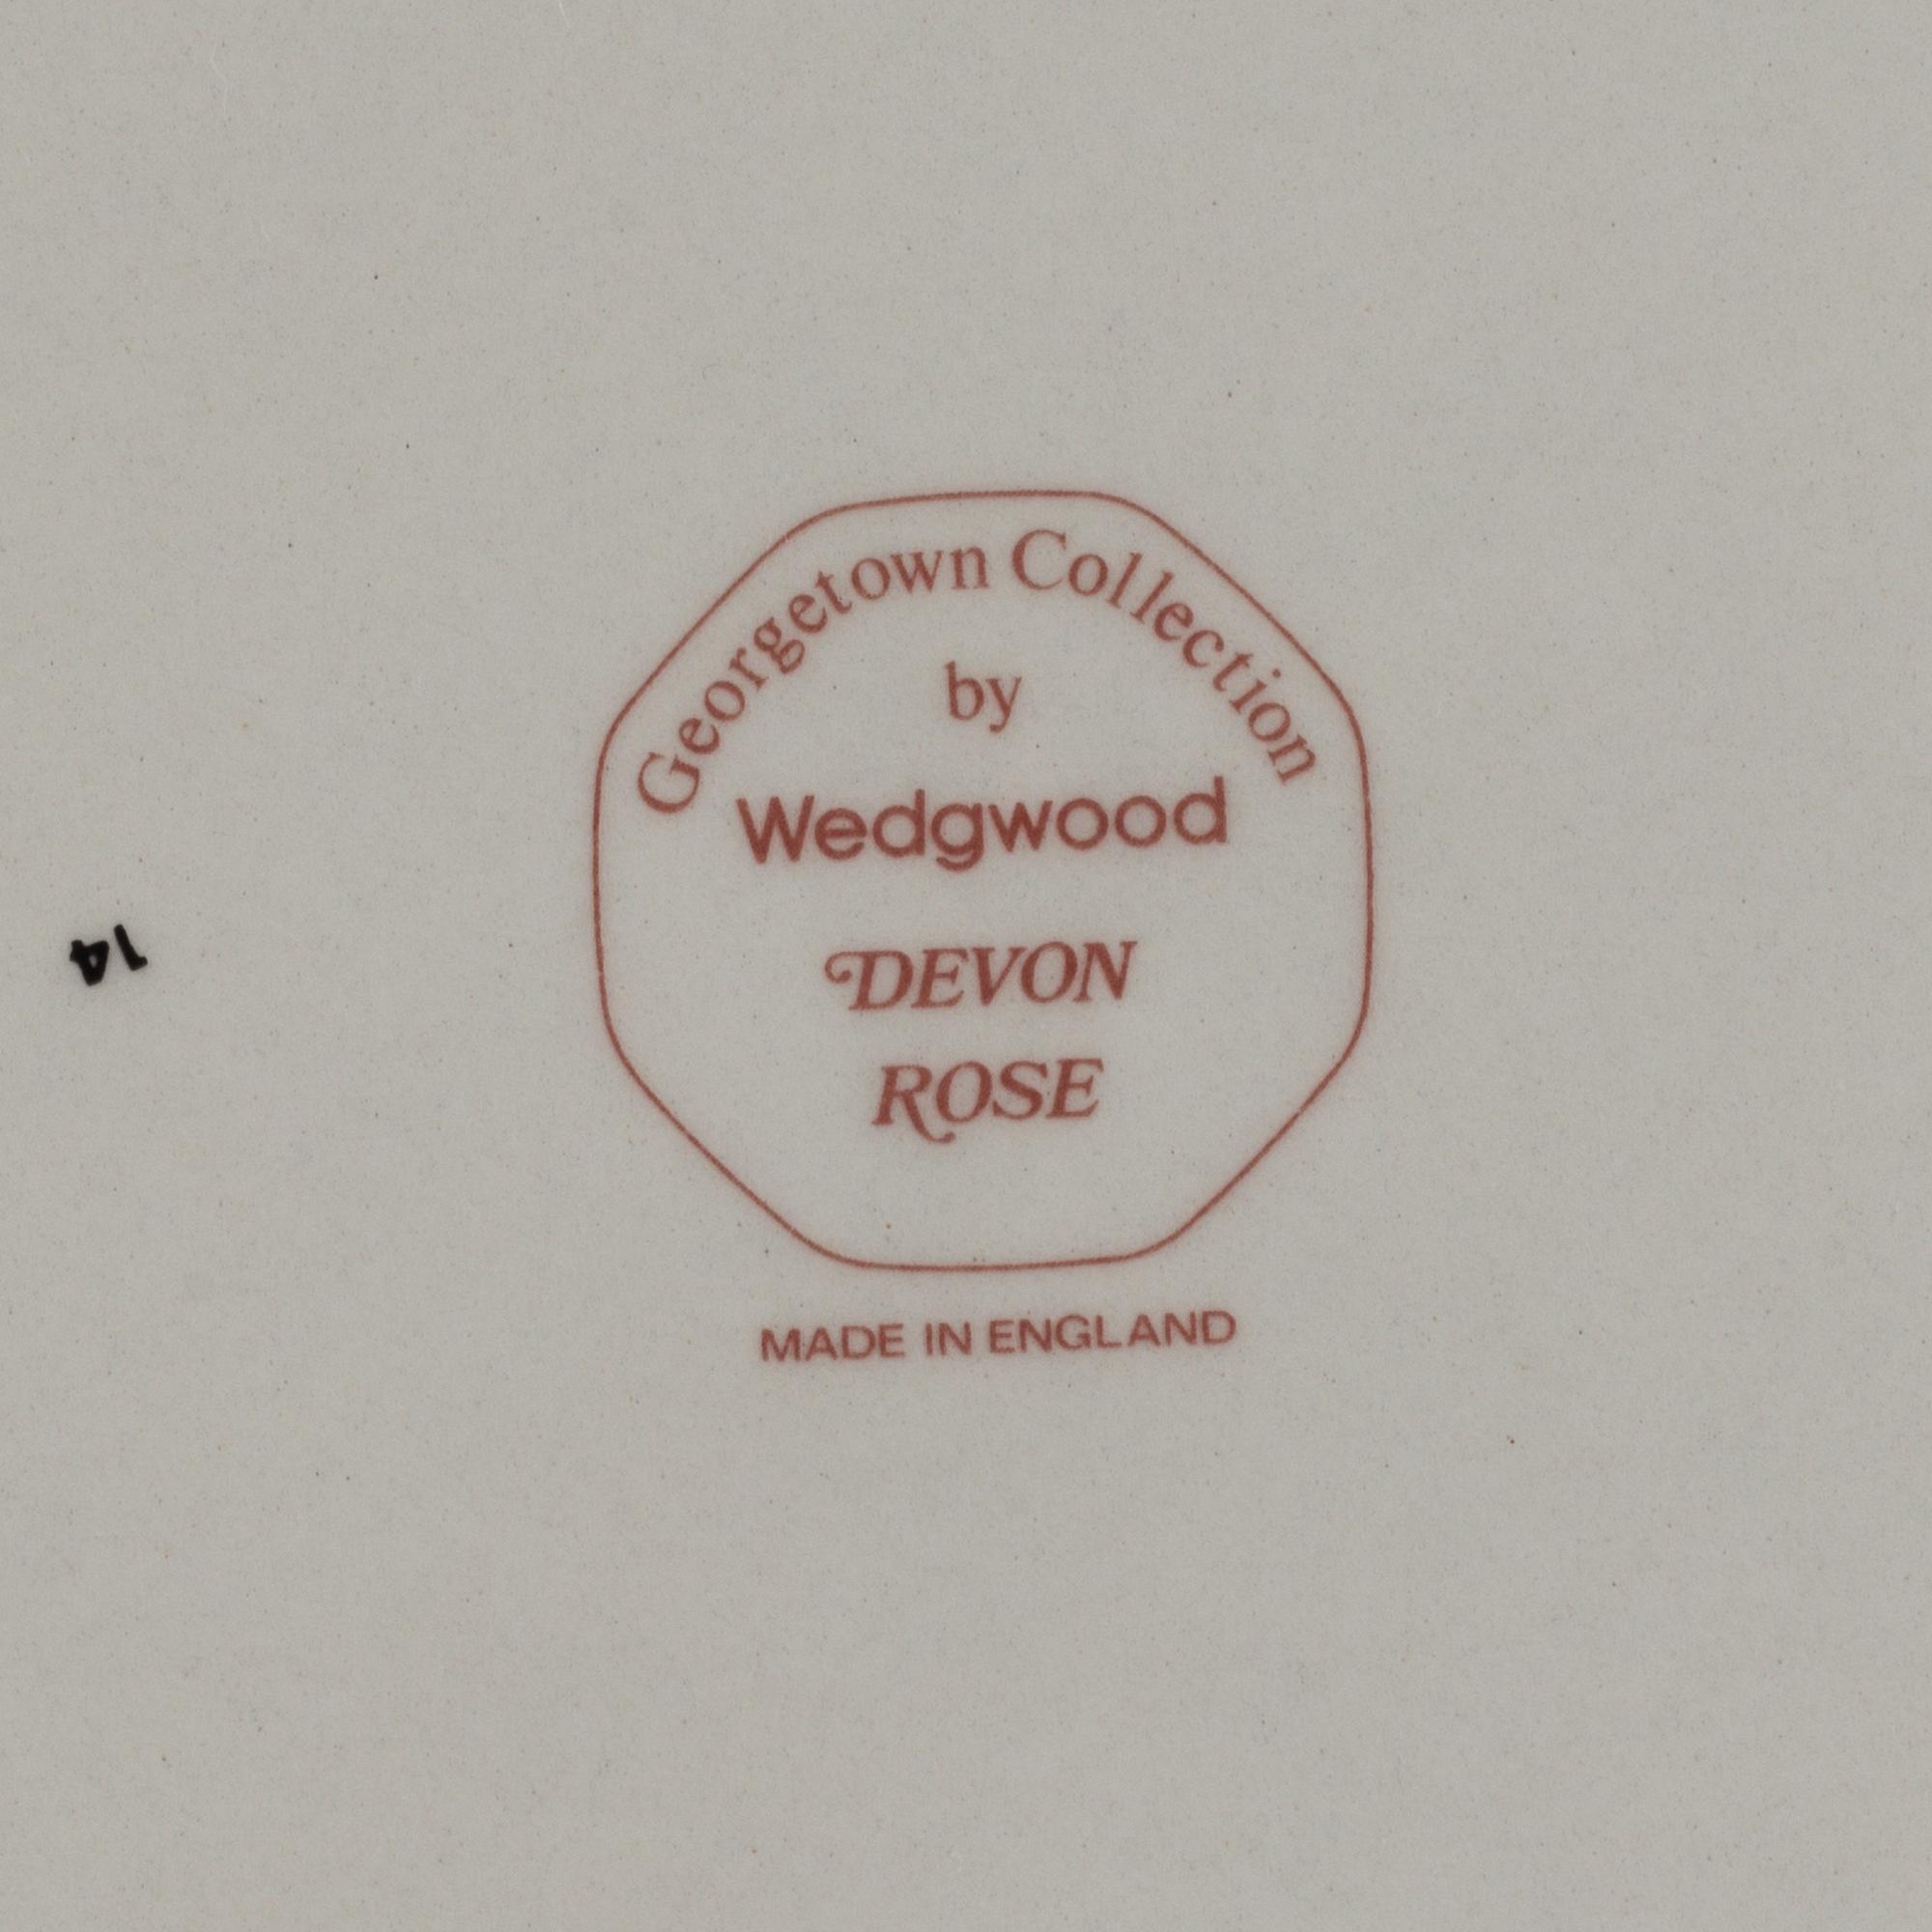 Georgetown Collection
by
Wedgwood
DEVON
ROSE
MADE IN ENGLAND
14